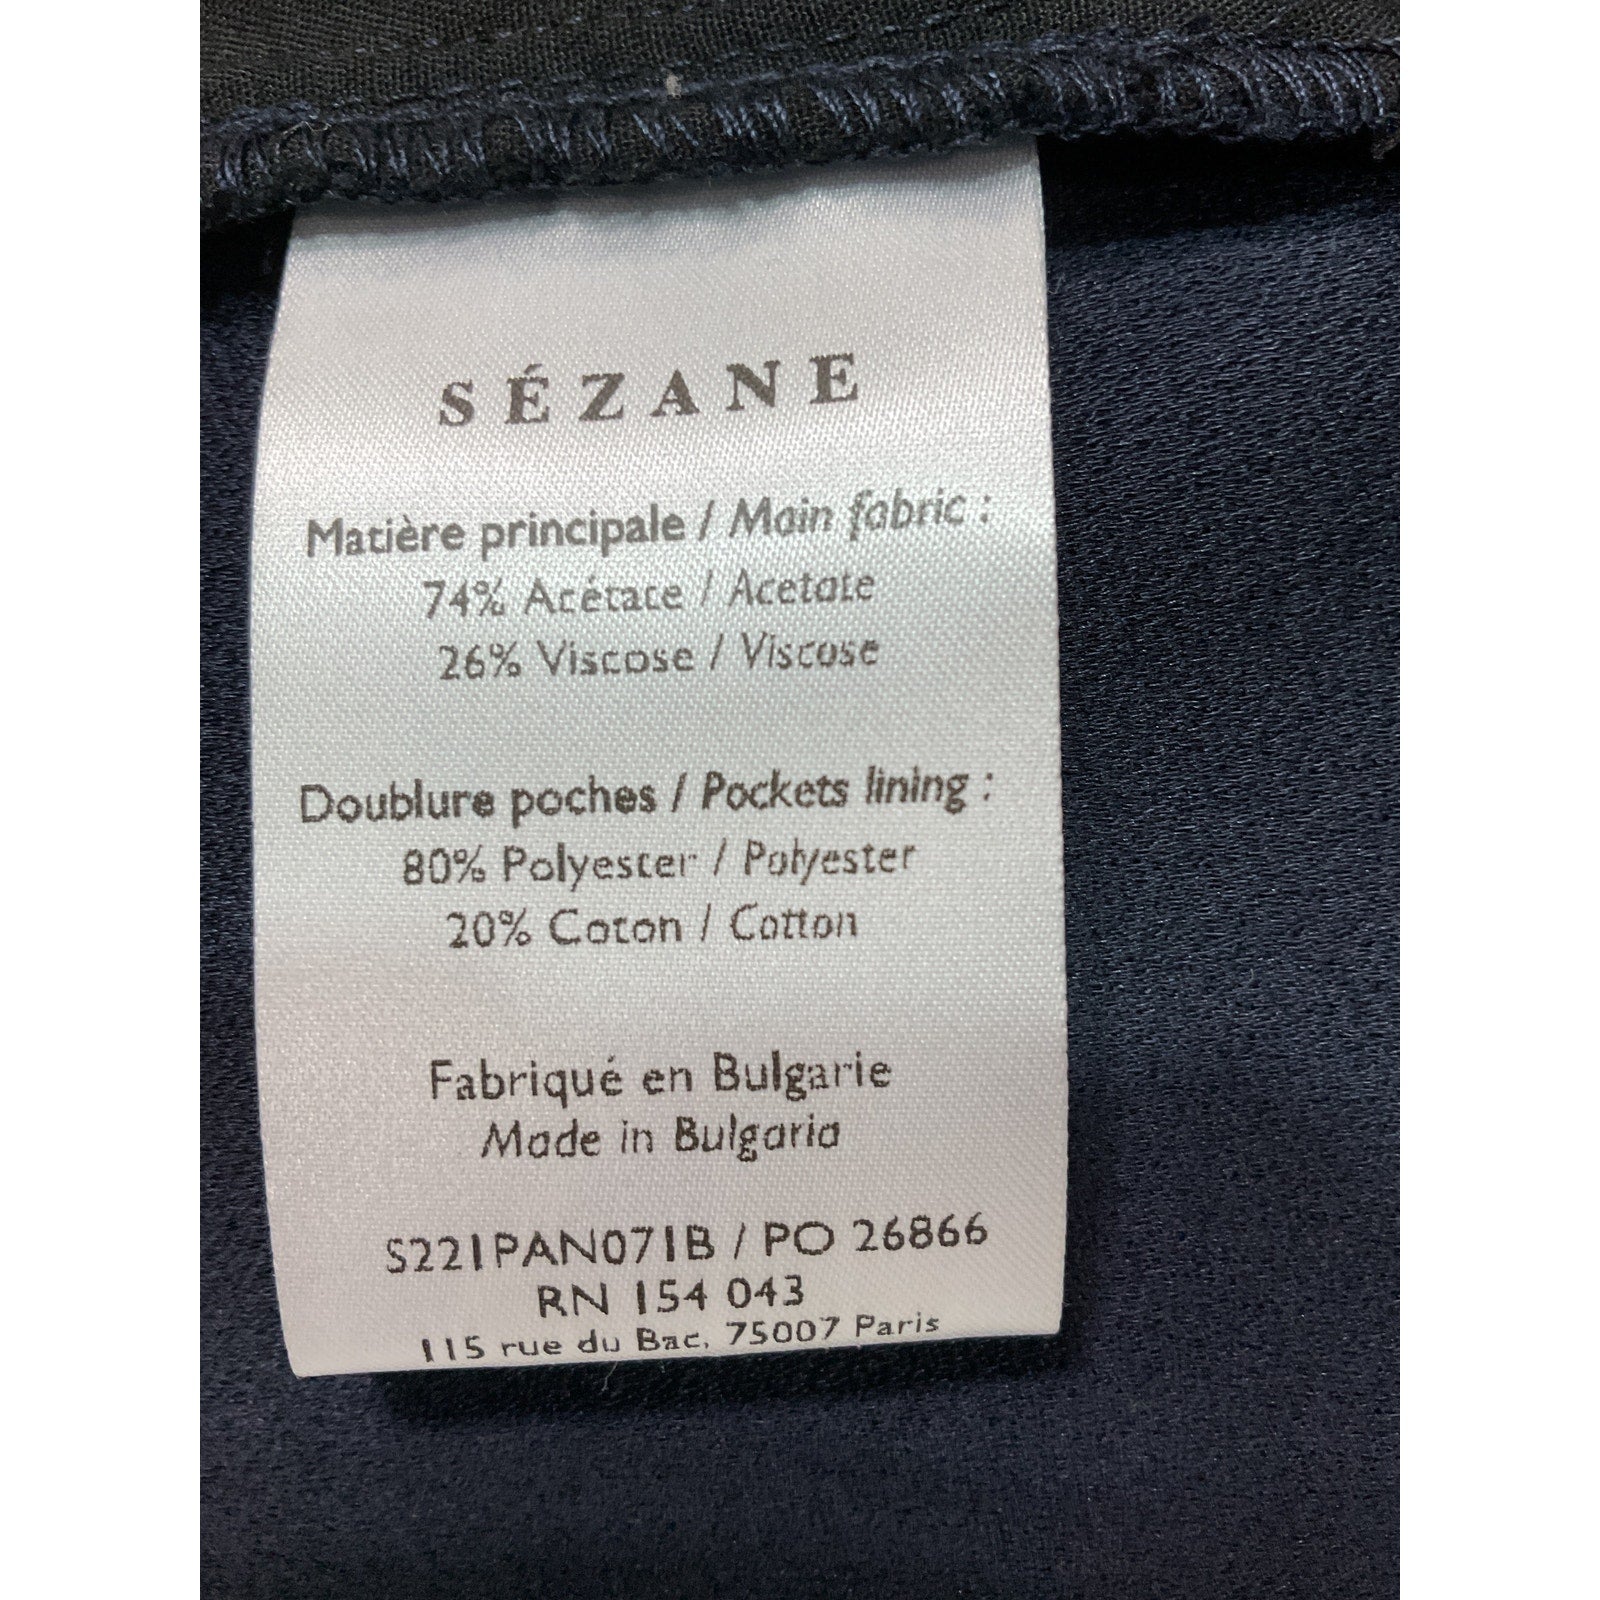 SÉZANE
Matière principale / Main fabric :
74% Acétate / Acetate
26% Viscose / Viscose
Doublure poches / Pockets lining :
80% Polyester / Polyester
20% Coton / Cotton
Fabriqué en Bulgarie
Made in Bulgaria
S221PAN071B / PO 26866
RN 154 043
115 rue du Bac, 75007 Paris